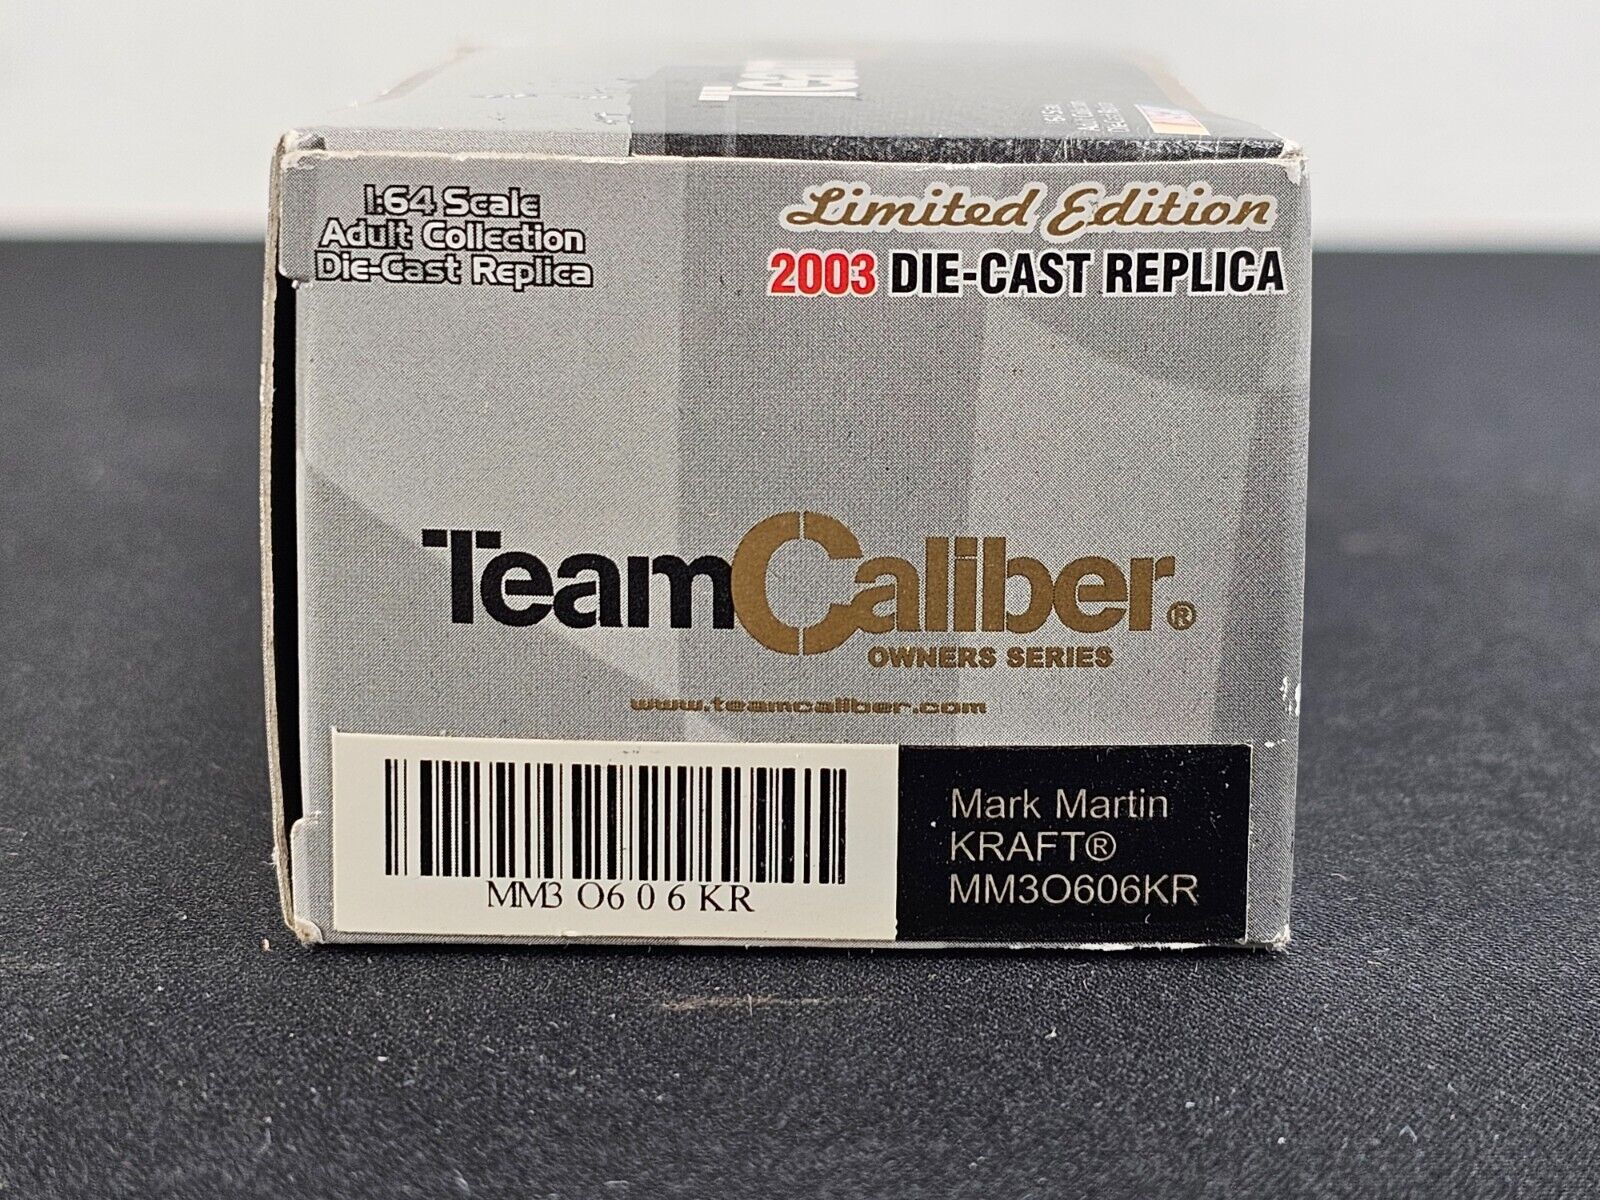 Team
1:64 Scale
Adult Collection
Die-Cast Replica
Limited Edition
2003 DIE-CAST REPLICA
TeamCaliber®
OWNERS SERIES
www.teamcaliber.com
MM3 O6 0 6 KR
Mark Martin
KRAFT®
MM3O606KR